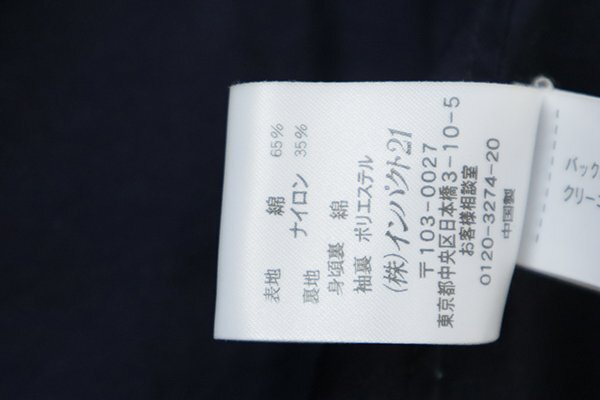 表地 綿 65%
ナイロン 35%
裏地
身頃裏 綿
袖裏 ポリエステル
(株)インパクト21
〒103-0027
東京都中央区日本橋3-10-5
お客様相談室
0120-3274-20
中国製
バック
クリーン